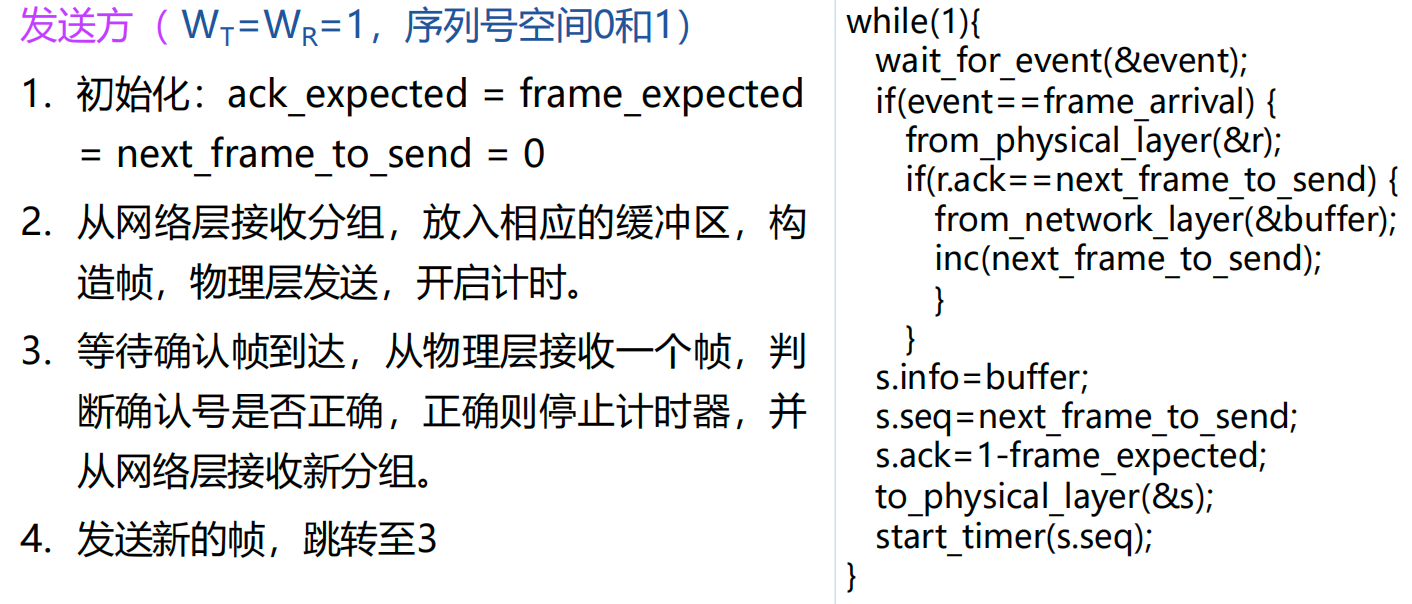 发送方（ W_T=W_R=1，序列号空间0和1）
1. 初始化：ack_expected = frame_expected
= next_frame_to_send = 0
2. 从网络层接收分组，放入相应的缓冲区，构
造帧，物理层发送，开启计时。
3. 等待确认帧到达，从物理层接收一个帧，判
断确认号是否正确，正确则停止计时器，并
从网络层接收新分组。
4. 发送新的帧，跳转至3
while(1){
wait_for_event(&event);
if(event==frame_arrival) {
from_physical_layer(&r);
if(r.ack==next_frame_to_send) {
from_network_layer(&buffer);
inc(next_frame_to_send);
}
}
s.info=buffer;
s.seq=next_frame_to_send;
s.ack=1-frame_expected;
to_physical_layer(&s);
start_timer(s.seq);
}